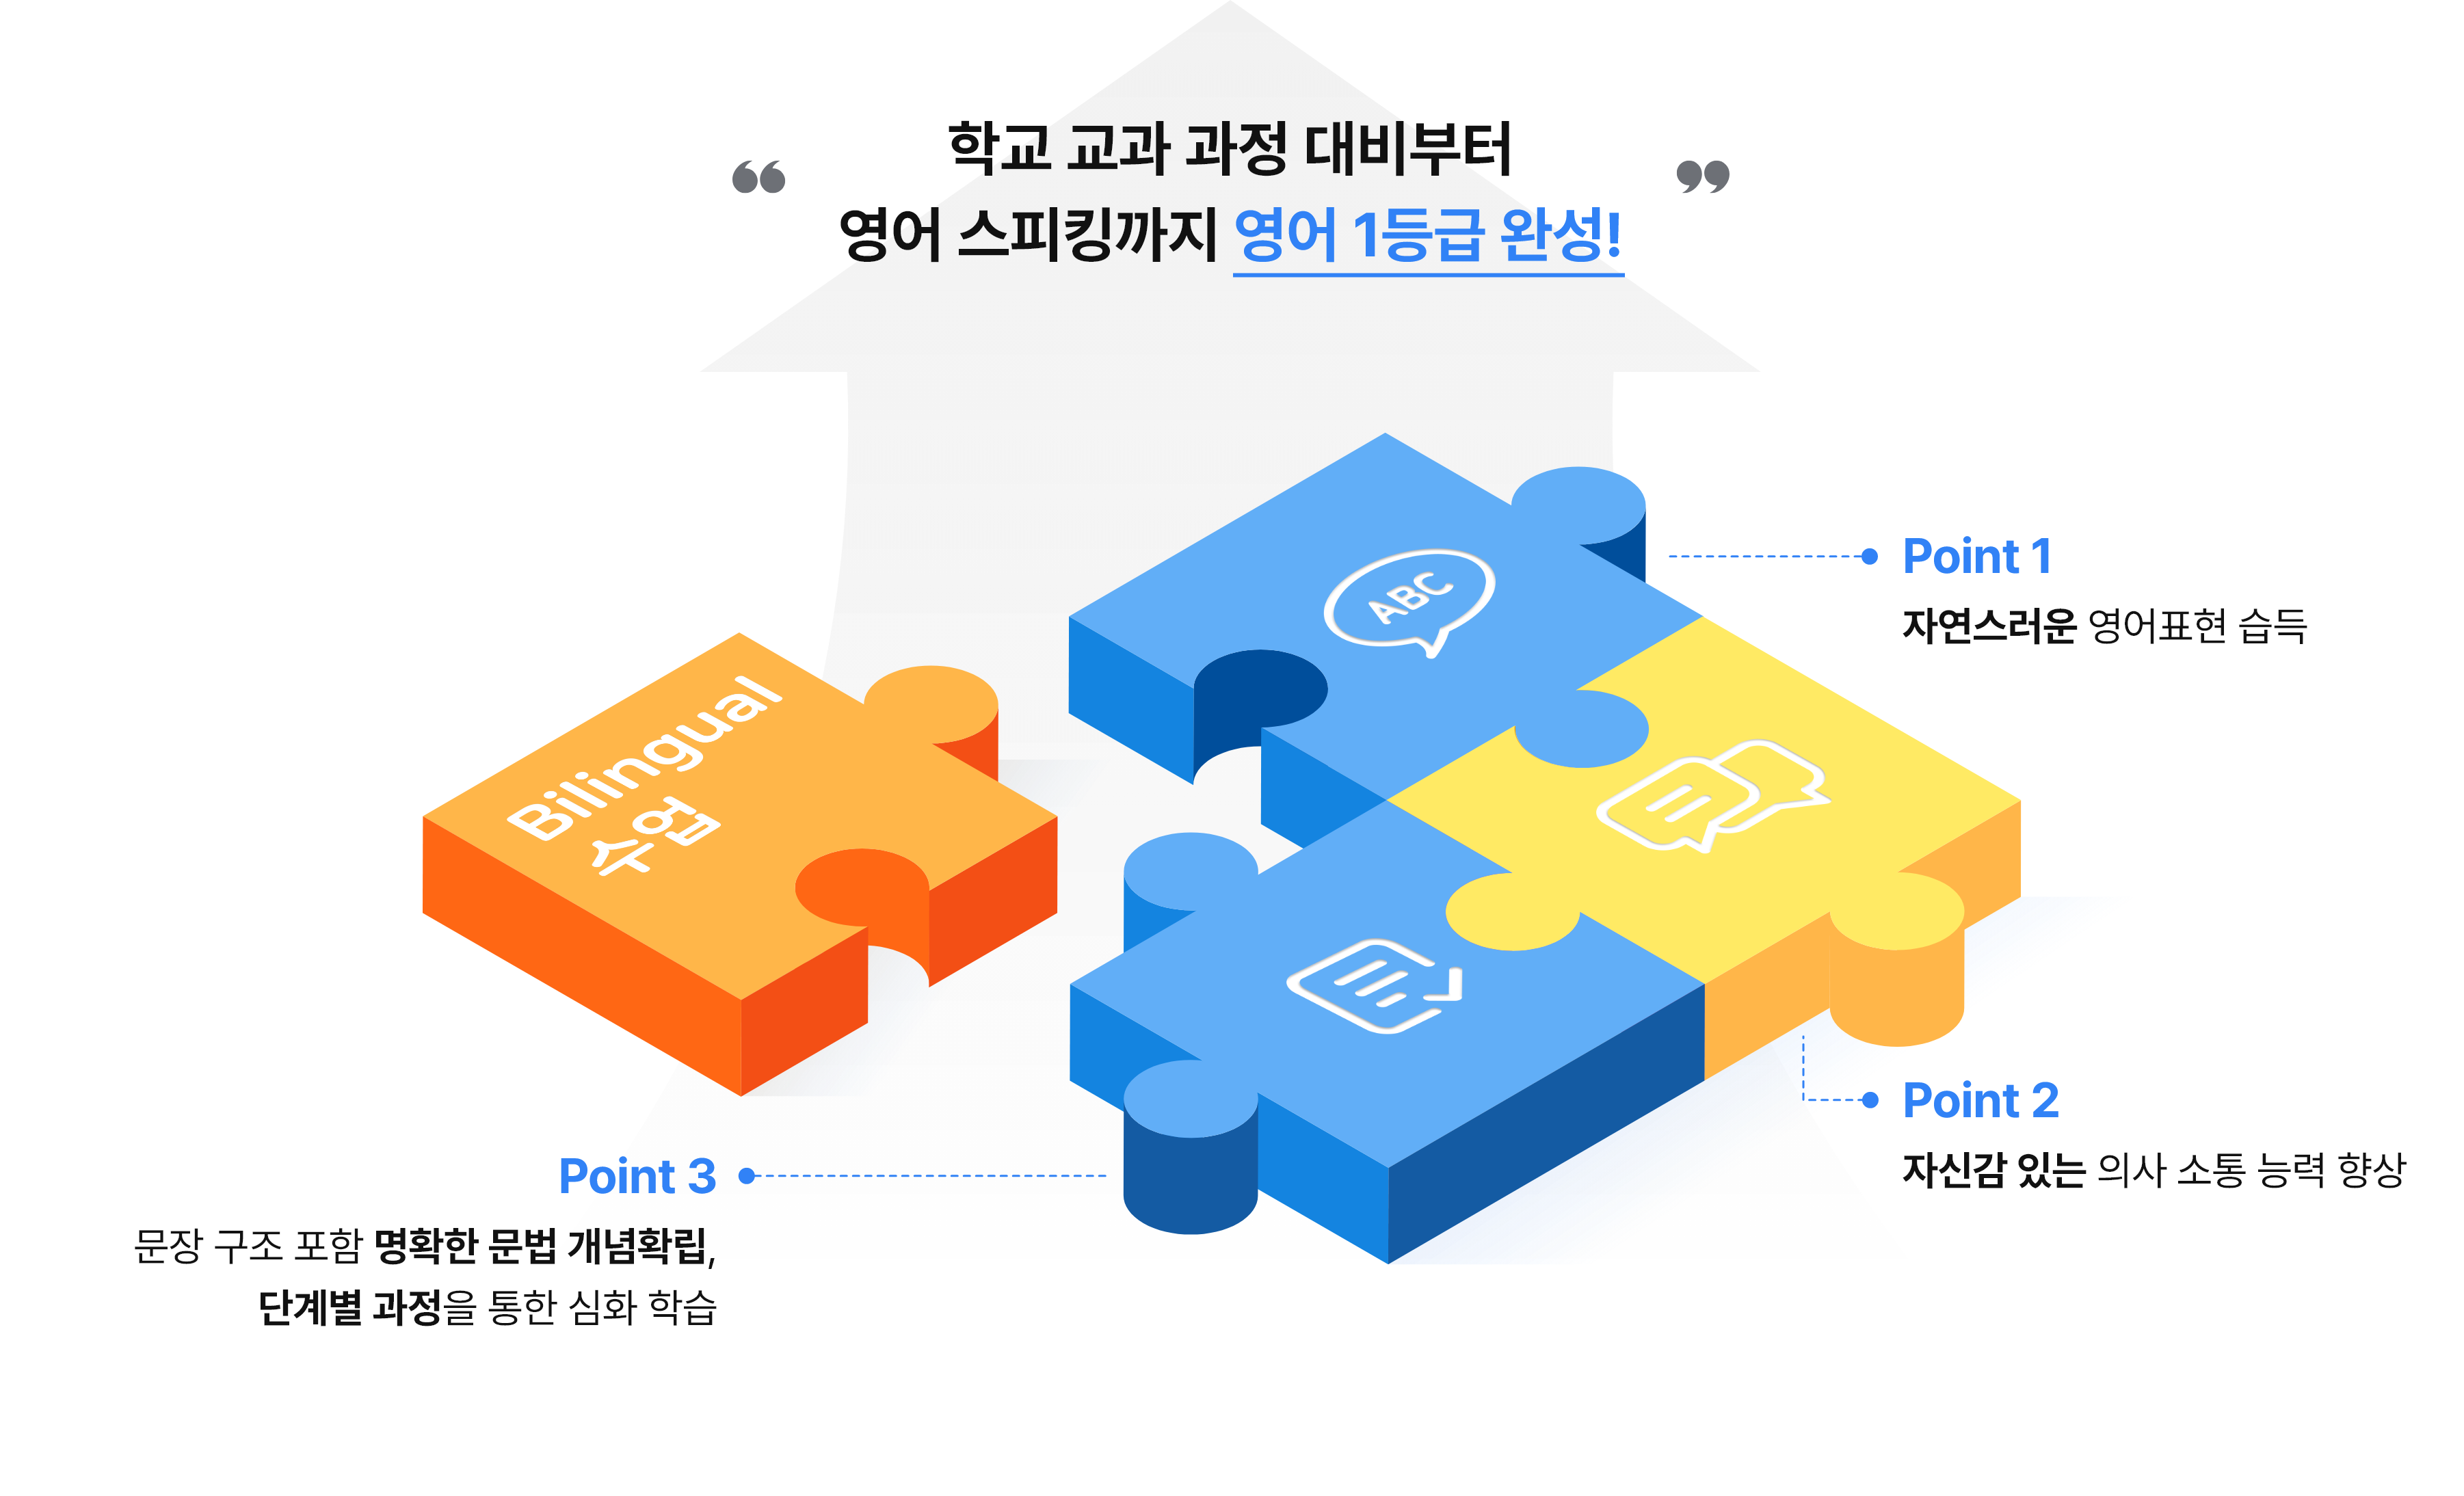 “ 학교 교과 과정 대비부터 ”
영어 스피킹까지 영어 1등급 완성!
ABC
Point 1
자연스러운 영어표현 습득
Bilingual
수업
Point 2
자신감 있는 의사 소통 능력 향상
Point 3
문장 구조 포함 명확한 문법 개념확립,
단계별 과정을 통한 심화 학습